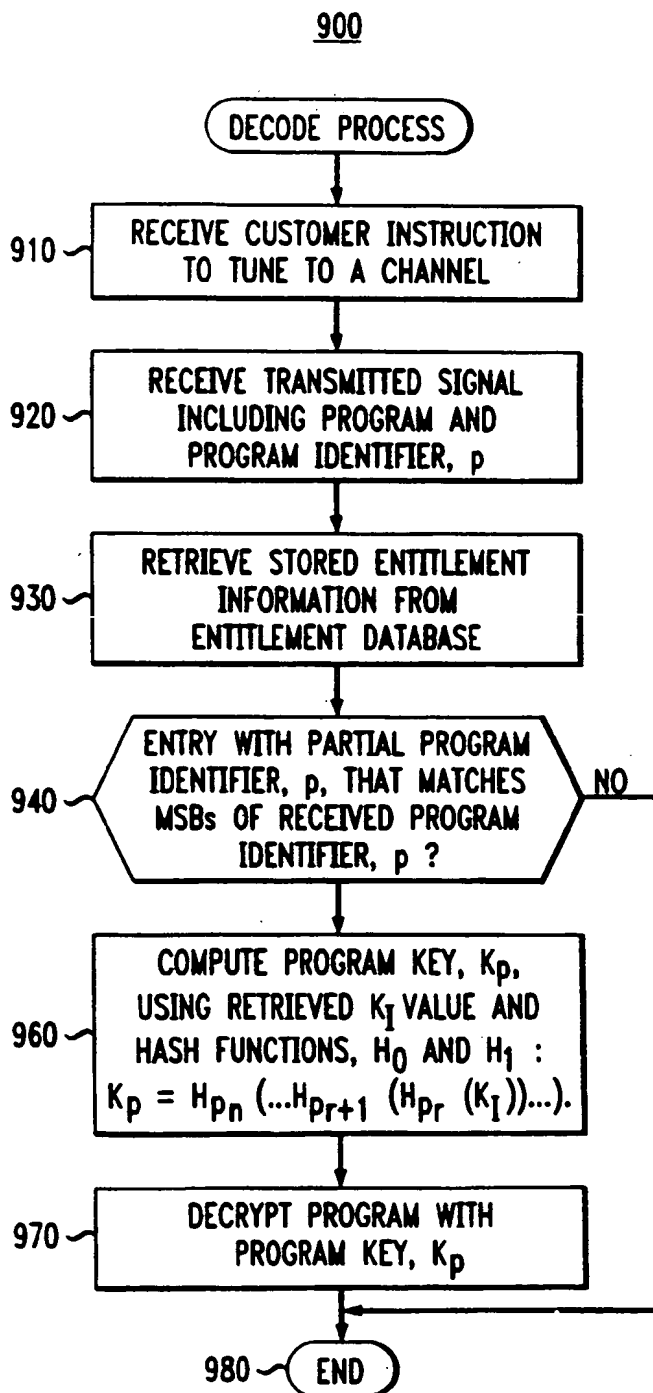 900
DECODE PROCESS
910
RECEIVE CUSTOMER INSTRUCTION
TO TUNE TO A CHANNEL
920
RECEIVE TRANSMITTED SIGNAL
INCLUDING PROGRAM AND
PROGRAM IDENTIFIER, p
930
RETRIEVE STORED ENTITLEMENT
INFORMATION FROM
ENTITLEMENT DATABASE
940
ENTRY WITH PARTIAL PROGRAM
IDENTIFIER, p, THAT MATCHES
MSBs OF RECEIVED PROGRAM
IDENTIFIER, p ?
NO
960
COMPUTE PROGRAM KEY, Kp,
USING RETRIEVED KI VALUE AND
HASH FUNCTIONS, H0 AND H1 :
Kp = Hpn (...Hpr+1 (Hpr (KI))...).
970
DECRYPT PROGRAM WITH
PROGRAM KEY, Kp
980
END